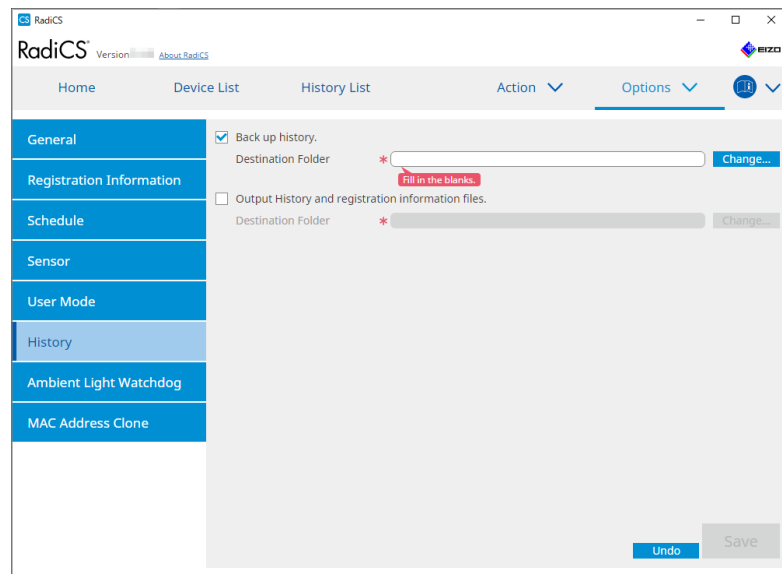 CS RadiCS
RadiCS® Version About RadiCS
EIZO
Home Device List History List Action Options
General
Registration Information
Schedule
Sensor
User Mode
History
Ambient Light Watchdog
MAC Address Clone
Back up history.
Destination Folder * Change...
Fill in the blanks.
Output History and registration information files.
Destination Folder * Change...
Undo Save